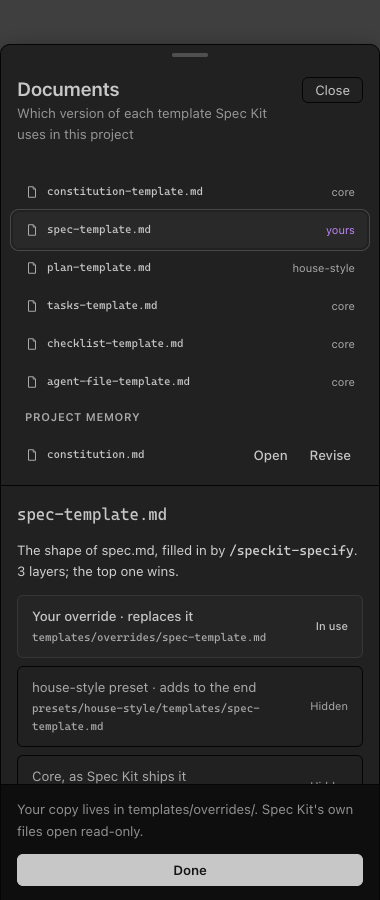 Documents
Close
Which version of each template Spec Kit
uses in this project
constitution-template.md core
spec-template.md yours
plan-template.md house-style
tasks-template.md core
checklist-template.md core
agent-file-template.md core
PROJECT MEMORY
constitution.md Open Revise
spec-template.md
The shape of spec.md, filled in by /speckit-specify.
3 layers; the top one wins.
Your override · replaces it
templates/overrides/spec-template.md
In use
house-style preset · adds to the end
presets/house-style/templates/spec-
template.md
Hidden
Core, as Spec Kit ships it
Your copy lives in templates/overrides/. Spec Kit's own
files open read-only.
Done